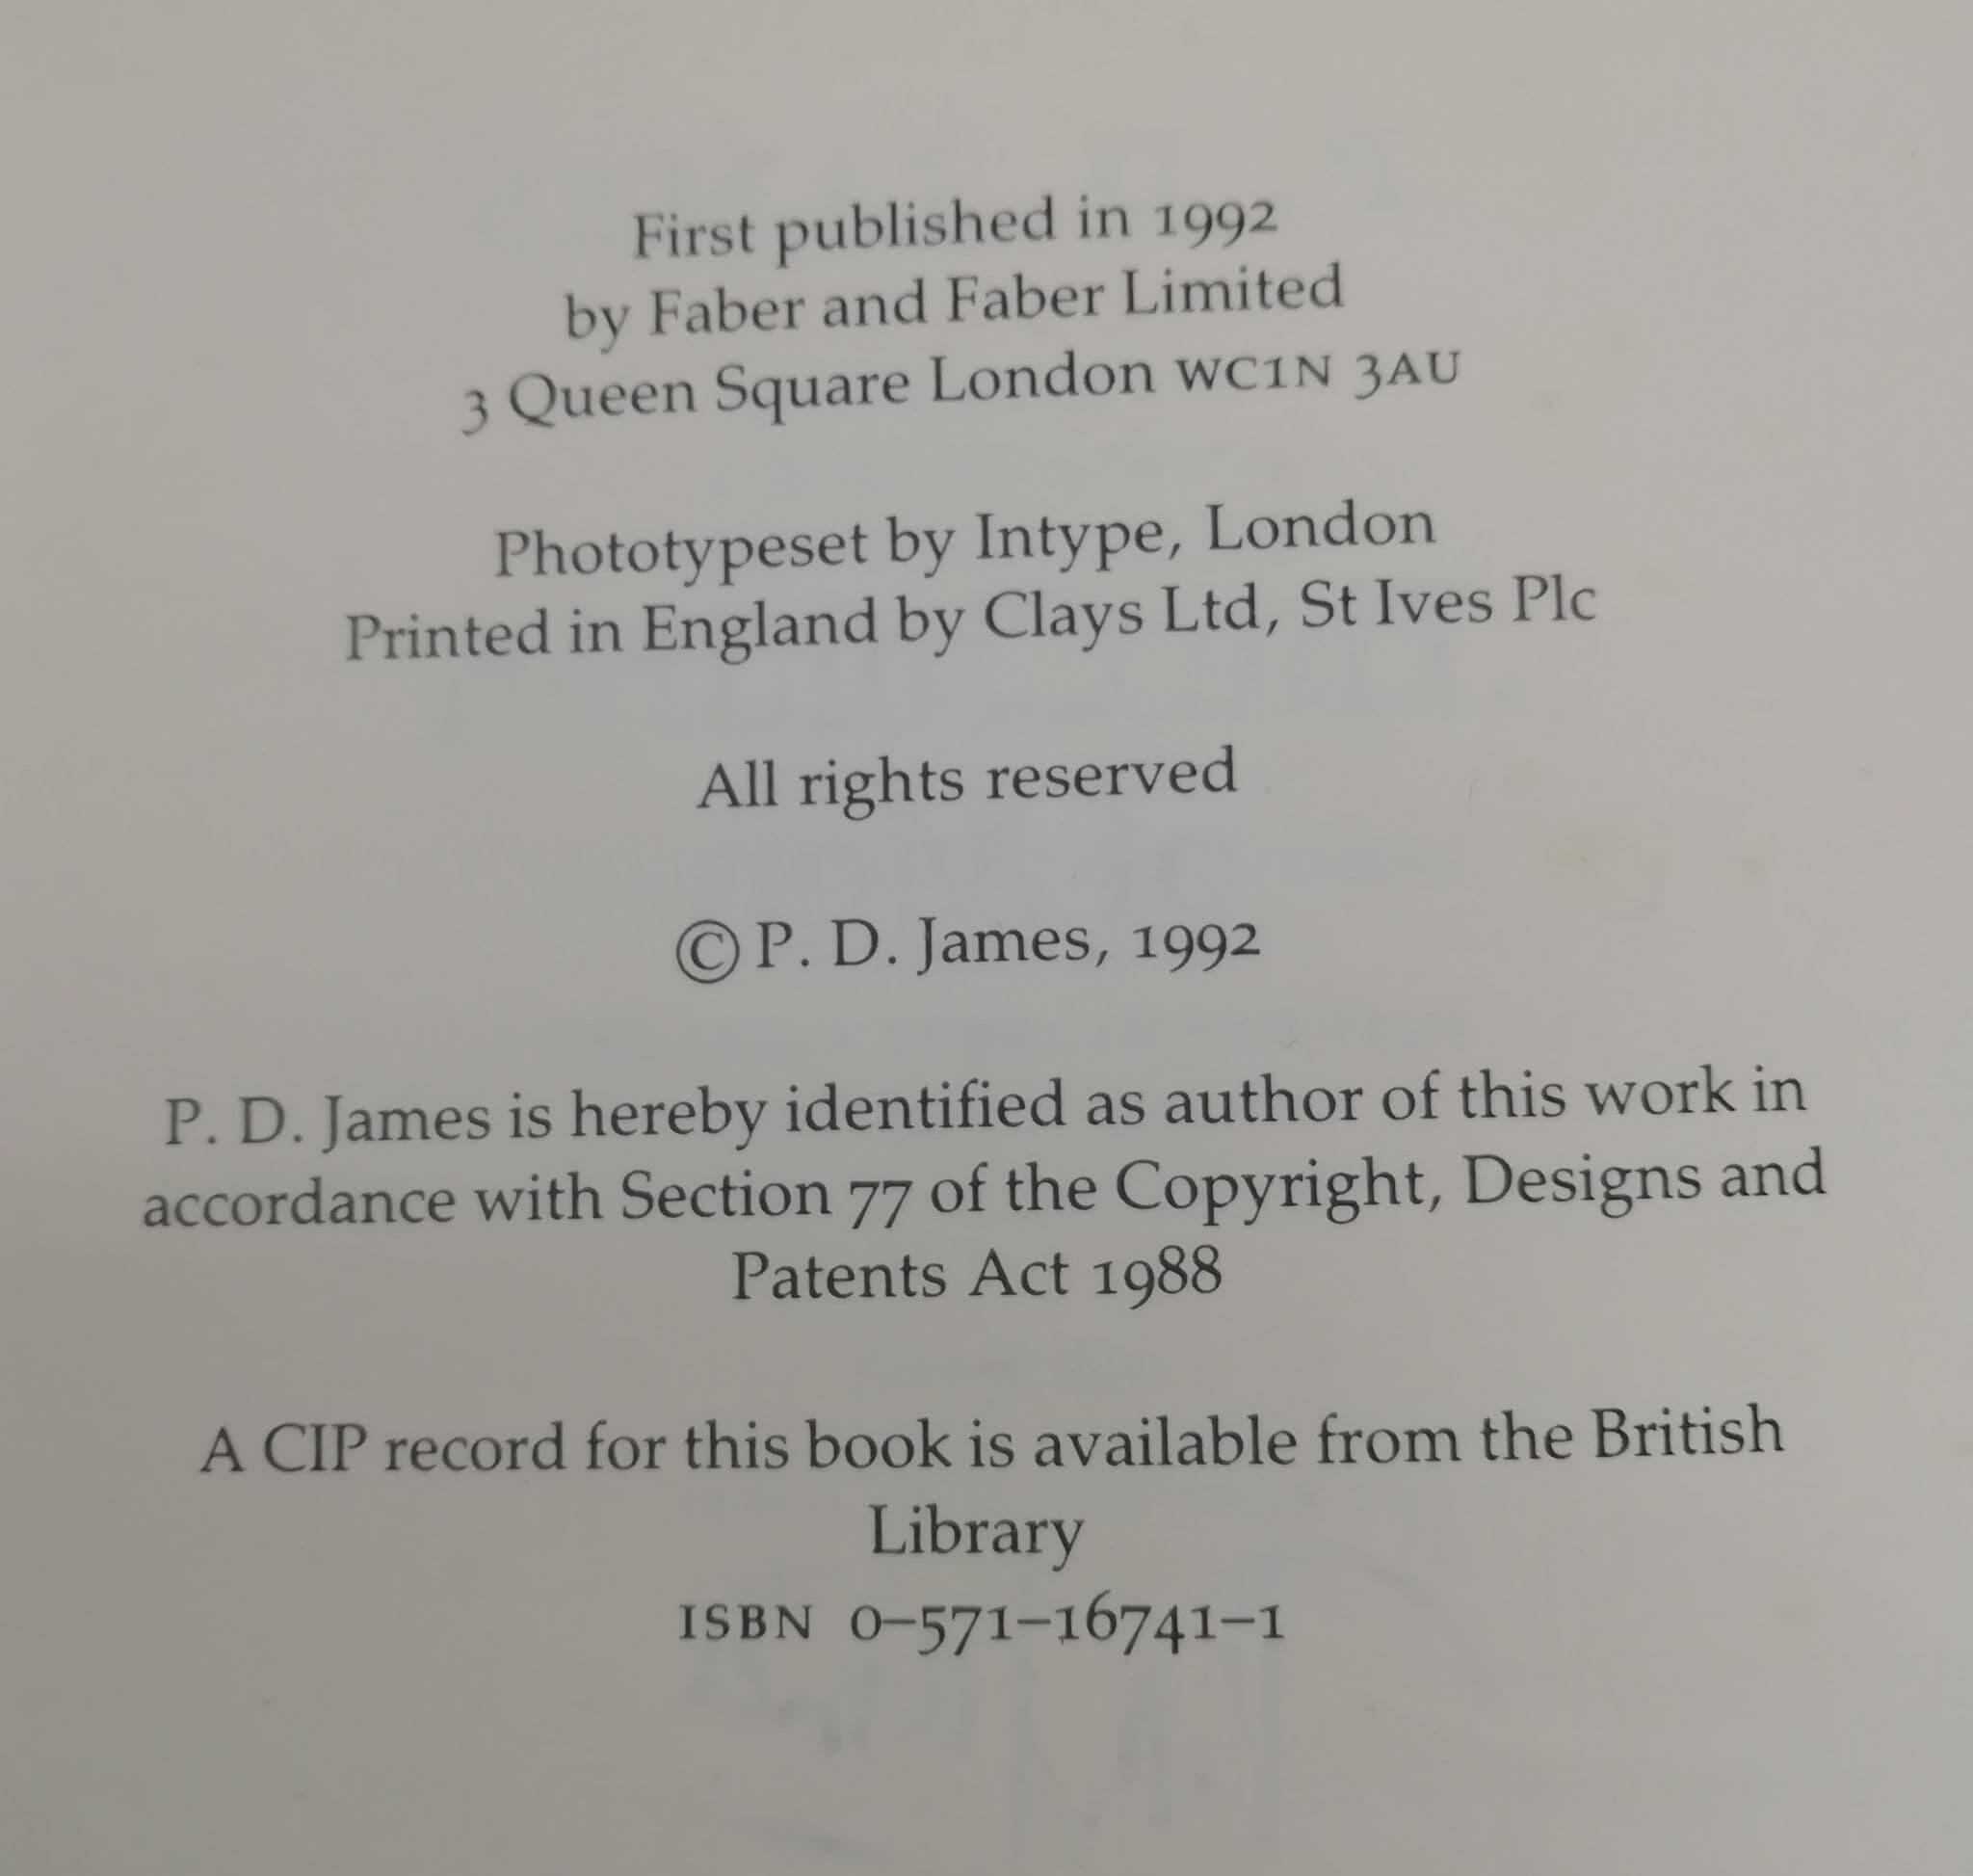 First published in 1992
by Faber and Faber Limited
3 Queen Square London WC1N 3AU
Phototypeset by Intype, London
Printed in England by Clays Ltd, St Ives Plc
All rights reserved
© P. D. James, 1992
P. D. James is hereby identified as author of this work in
accordance with Section 77 of the Copyright, Designs and
Patents Act 1988
A CIP record for this book is available from the British
Library
ISBN 0–571–16741–1